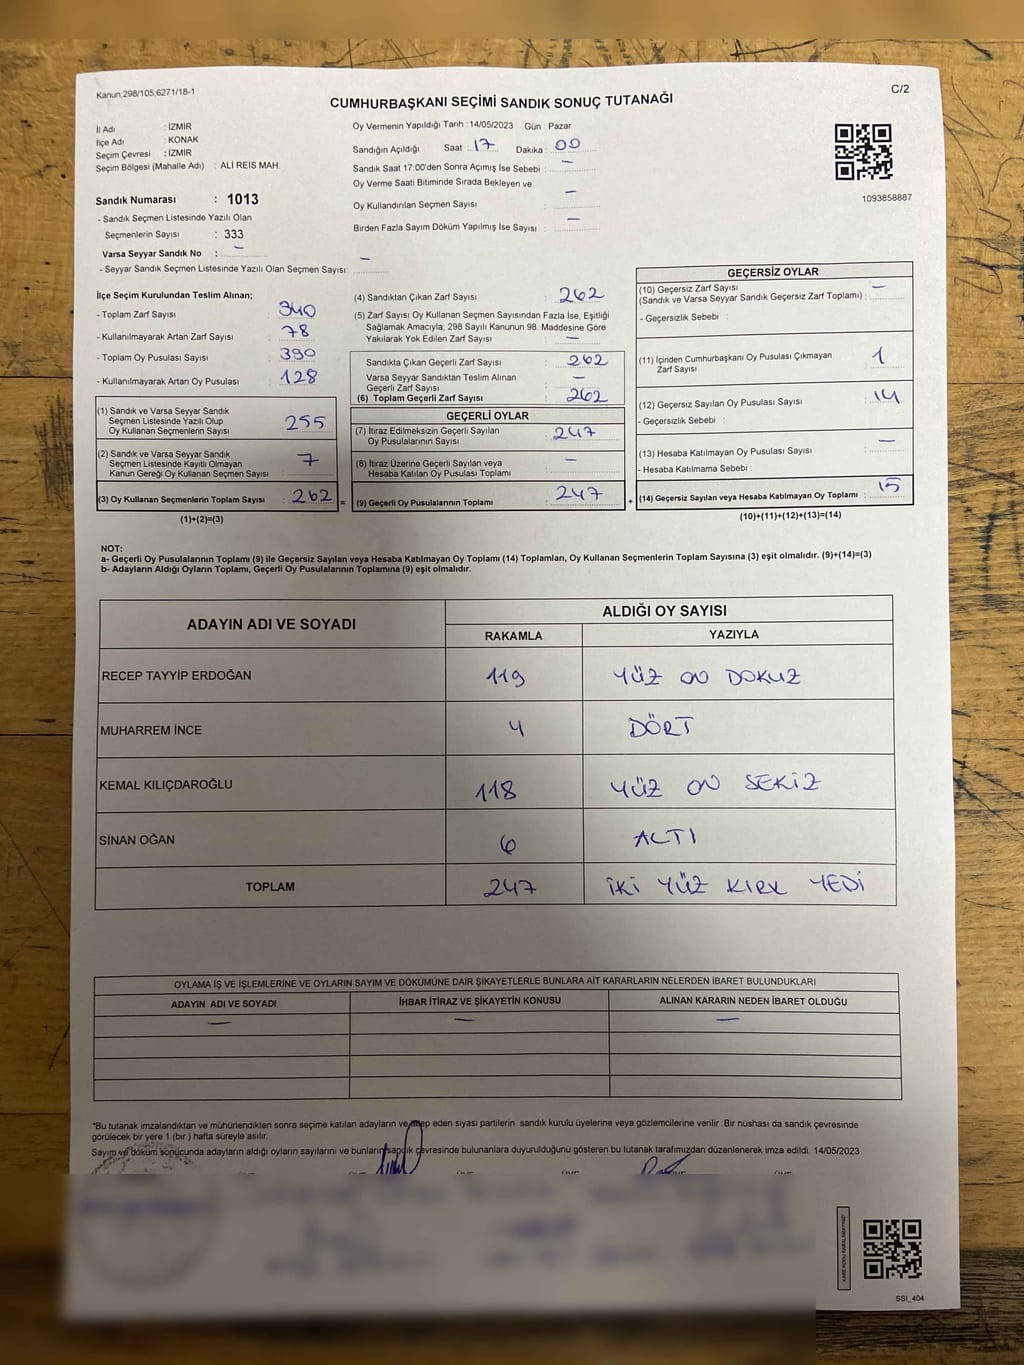 Kanun;298/105;6271/18-1
C/2
CUMHURBAŞKANI SEÇİMİ SANDIK SONUÇ TUTANAĞI
İl Adı : İZMİR
İlçe Adı : KONAK
Seçim Çevresi : İZMİR
Seçim Bölgesi (Mahalle Adı) : ALİ REİS MAH.
Oy Vermenin Yapıldığı Tarih : 14/05/2023 Gün : Pazar
Sandığın Açıldığı Saat : 17 Dakika : 00
Sandık Saat 17:00'den Sonra Açımış İse Sebebi : —
Oy Verme Saati Bitiminde Sırada Bekleyen ve
Oy Kullandırılan Seçmen Sayısı : —
Birden Fazla Sayım Döküm Yapılmış İse Sayısı : —
1093858887
Sandık Numarası : 1013
- Sandık Seçmen Listesinde Yazılı Olan
Seçmenlerin Sayısı : 333
Varsa Seyyar Sandık No : —
- Seyyar Sandık Seçmen Listesinde Yazılı Olan Seçmen Sayısı: —
İlçe Seçim Kurulundan Teslim Alınan;
- Toplam Zarf Sayısı : 340
- Kullanılmayarak Artan Zarf Sayısı : 78
- Toplam Oy Pusulası Sayısı : 390
- Kullanılmayarak Artan Oy Pusulası : 128
(1) Sandık ve Varsa Seyyar Sandık
Seçmen Listesinde Yazılı Olup
Oy Kullanan Seçmenlerin Sayısı : 255
(2) Sandık ve Varsa Seyyar Sandık
Seçmen Listesinde Kayıtlı Olmayan
Kanun Gereği Oy Kullanan Seçmen Sayısı : 7
(3) Oy Kullanan Seçmenlerin Toplam Sayısı : 262 =
(1)+(2)=(3)
(4) Sandıktan Çıkan Zarf Sayısı : 262
(5) Zarf Sayısı Oy Kullanan Seçmen Sayısından Fazla İse, Eşitliği
Sağlamak Amacıyla; 298 Sayılı Kanunun 98. Maddesine Göre
Yakılarak Yok Edilen Zarf Sayısı : —
Sandıkta Çıkan Geçerli Zarf Sayısı : 262
Varsa Seyyar Sandıktan Teslim Alınan
Geçerli Zarf Sayısı : —
(6) Toplam Geçerli Zarf Sayısı : 262
GEÇERLİ OYLAR
(7) İtiraz Edilmeksizin Geçerli Sayılan
Oy Pusulalarının Sayısı : 247
(8) İtiraz Üzerine Geçerli Sayılan veya
Hesaba Katılan Oy Pusulası Toplamı : —
(9) Geçerli Oy Pusulalarının Toplamı : 247 +
GEÇERSİZ OYLAR
(10) Geçersiz Zarf Sayısı
(Sandık ve Varsa Seyyar Sandık Geçersiz Zarf Toplamı) : —
- Geçersizlik Sebebi :
(11) İçinden Cumhurbaşkanı Oy Pusulası Çıkmayan
Zarf Sayısı : 1
(12) Geçersiz Sayılan Oy Pusulası Sayısı : 14
- Geçersizlik Sebebi :
(13) Hesaba Katılmayan Oy Pusulası Sayısı : —
- Hesaba Katılmama Sebebi :
(14) Geçersiz Sayılan veya Hesaba Katılmayan Oy Toplamı : 15
(10)+(11)+(12)+(13)=(14)
NOT:
a- Geçerli Oy Pusulalarının Toplamı (9) ile Geçersiz Sayılan veya Hesaba Katılmayan Oy Toplamı (14) Toplamları, Oy Kullanan Seçmenlerin Toplam Sayısına (3) eşit olmalıdır. (9)+(14)=(3)
b- Adayların Aldığı Oyların Toplamı, Geçerli Oy Pusulalarının Toplamına (9) eşit olmalıdır.
ADAYIN ADI VE SOYADI
ALDIĞI OY SAYISI
RAKAMLA YAZIYLA
RECEP TAYYİP ERDOĞAN 119 YÜZ ON DOKUZ
MUHARREM İNCE 4 DÖRT
KEMAL KILIÇDAROĞLU 118 YÜZ ON SEKİZ
SİNAN OĞAN 6 ALTI
TOPLAM 247 İKİ YÜZ KIRK YEDİ
OYLAMA İŞ VE İŞLEMLERİNE VE OYLARIN SAYIM VE DÖKÜMÜNE DAİR ŞİKAYETLERLE BUNLARA AİT KARARLARIN NELERDEN İBARET BULUNDUKLARI
ADAYIN ADI VE SOYADI İHBAR İTİRAZ VE ŞİKAYETİN KONUSU ALINAN KARARIN NEDEN İBARET OLDUĞU
— — —
*Bu tutanak imzalandıktan ve mühürlendikten sonra seçime katılan adayların ve talep eden siyasi partilerin sandık kurulu üyelerine veya gözlemcilerine verilir .Bir nüshası da sandık çevresinde
görülecek bir yere 1 (bir ) hafta süreyle asılır.
Sayım ve döküm sonucunda adayların aldığı oyların sayılarını ve bunların sandık çevresinde bulunanlara duyurulduğunu gösteren bu tutanak tarafımızdan düzenlenerek imza edildi. 14/05/2023
SSI_404